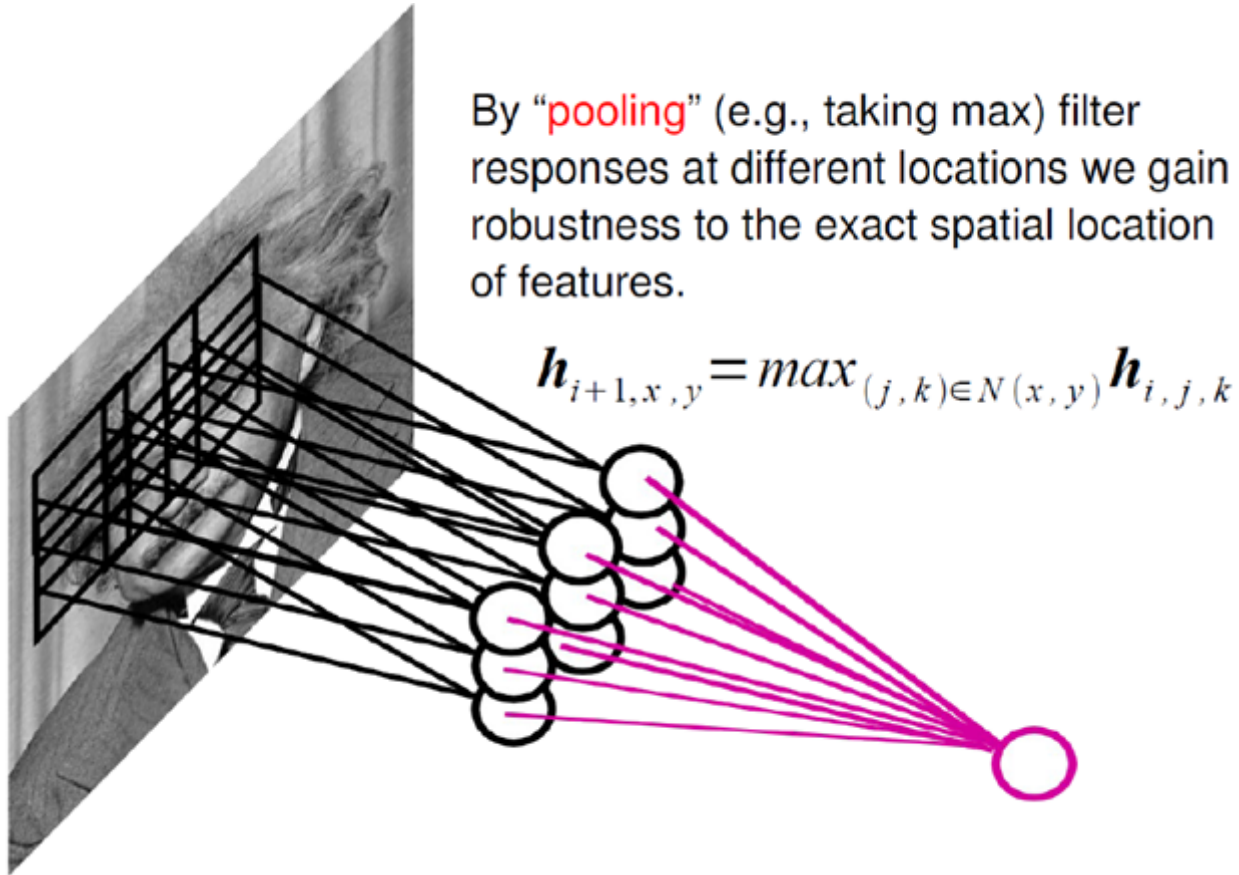 By “pooling” (e.g., taking max) filter
responses at different locations we gain
robustness to the exact spatial location
of features.
h_{i+1,x,y} = max_{(j,k)∈N(x,y)} h_{i,j,k}